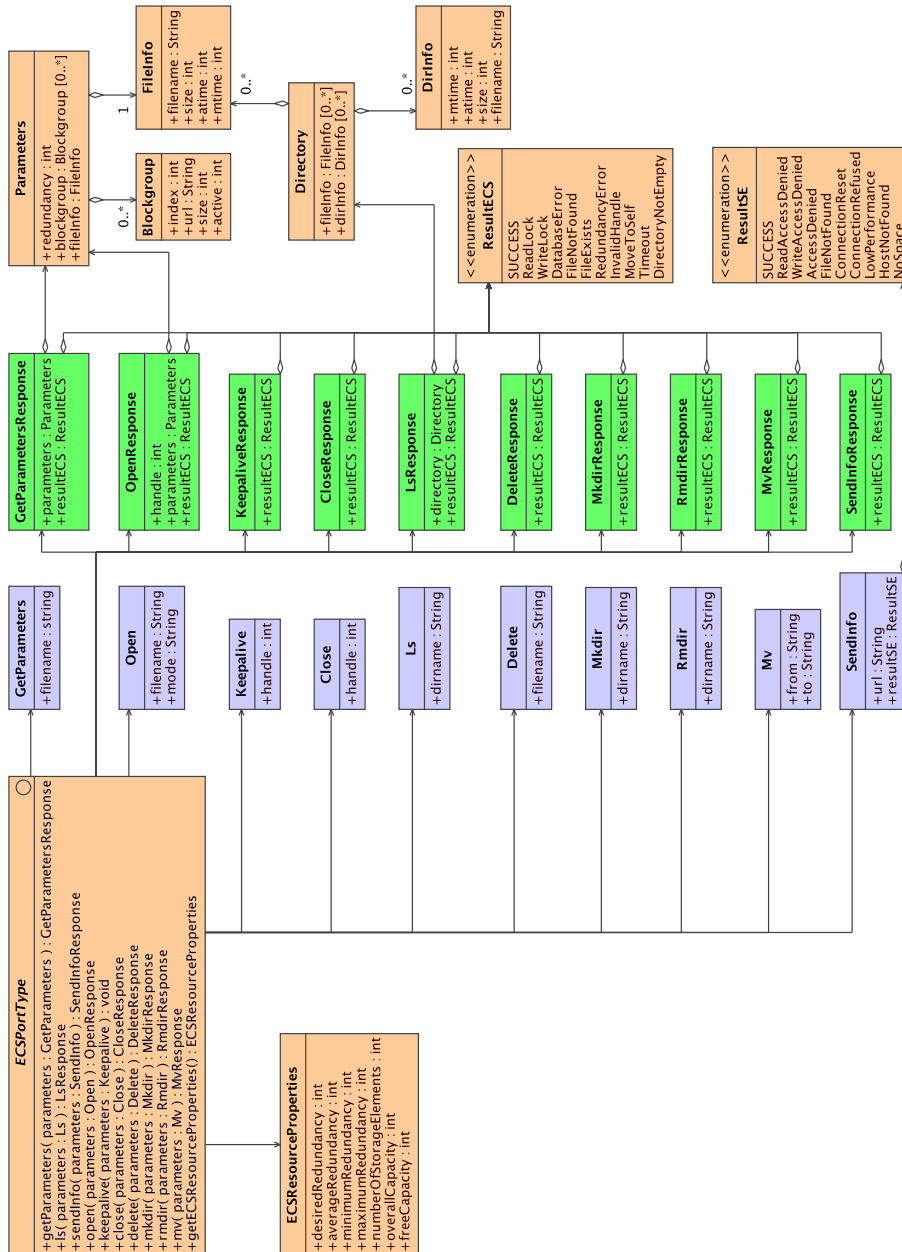 ECSPortType
+getParameters( parameters : GetParameters ) : GetParametersResponse
+ls( parameters : Ls ) : LsResponse
+sendInfo( parameters : SendInfo ) : SendInfoResponse
+open( parameters : Open ) : OpenResponse
+keepalive( parameters : Keepalive ) : void
+close( parameters : Close ) : CloseResponse
+delete( parameters : Delete ) : DeleteResponse
+mkdir( parameters : Mkdir ) : MkdirResponse
+rmdir( parameters : Rmdir ) : RmdirResponse
+mv( parameters : Mv ) : MvResponse
+getECSResourceProperties() : ECSResourceProperties
ECSResourceProperties
+desiredRedundancy : int
+averageRedundancy : int
+minimumRedundancy : int
+maximumRedundancy : int
+numberOfStorageElements : int
+overallCapacity : int
+freeCapacity : int
GetParameters
+filename : string
Open
+filename : String
+mode : String
Keepalive
+handle : int
Close
+handle : int
Ls
+dirname : String
Delete
+filename : String
Mkdir
+dirname : String
Rmdir
+dirname : String
Mv
+from : String
+to : String
SendInfo
+url : String
+resultSE : ResultSE
GetParametersResponse
+parameters : Parameters
+resultECS : ResultECS
OpenResponse
+handle : int
+parameters : Parameters
+resultECS : ResultECS
KeepaliveResponse
+resultECS : ResultECS
CloseResponse
+resultECS : ResultECS
LsResponse
+directory : Directory
+resultECS : ResultECS
DeleteResponse
+resultECS : ResultECS
MkdirResponse
+resultECS : ResultECS
RmdirResponse
+resultECS : ResultECS
MvResponse
+resultECS : ResultECS
SendInfoResponse
+resultECS : ResultECS
Parameters
+redundancy : int
+blockgroup : Blockgroup [0..*]
+fileInfo : FileInfo
1
0..*
FileInfo
+filename : String
+size : int
+atime : int
+mtime : int
Blockgroup
+index : int
+url : String
+size : int
+active : int
0..*
Directory
+fileInfo : FileInfo [0..*]
+dirInfo : DirInfo [0..*]
0..*
DirInfo
+mtime : int
+atime : int
+size : int
+filename : String
<<enumeration>>
ResultECS
SUCCESS
ReadLock
WriteLock
DatabaseError
FileNotFound
FileExists
RedundancyError
InvalidHandle
MoveToSelf
Timeout
DirectoryNotEmpty
<<enumeration>>
ResultSE
SUCCESS
ReadAccessDenied
WriteAccessDenied
AccessDenied
FileNotFound
ConnectionReset
ConnectionRefused
LowPerformance
HostNotFound
NoSpace